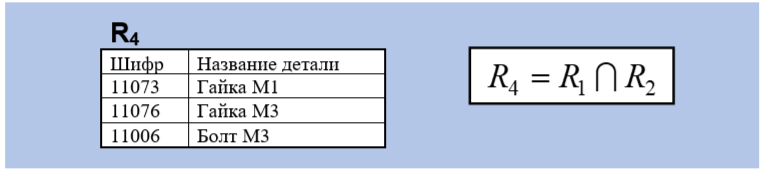 R₄
Шифр Название детали
11073 Гайка М1
11076 Гайка М3
11006 Болт М3
R₄ = R₁ ⋂ R₂